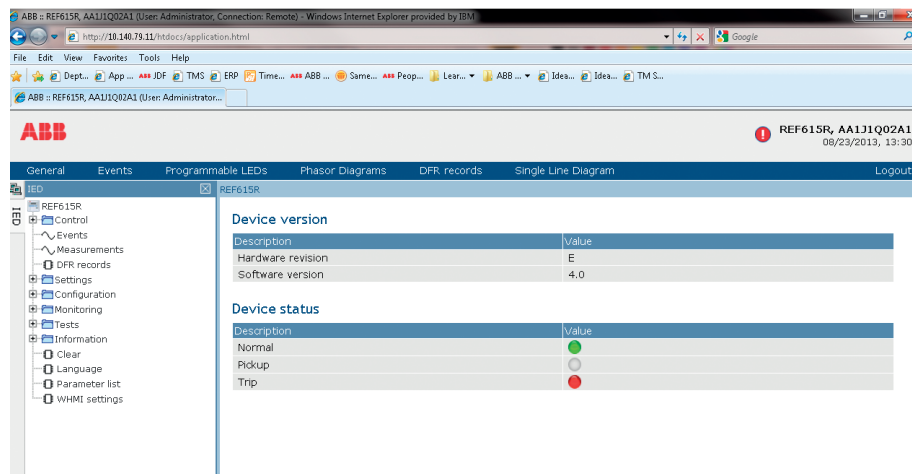 ABB :: REF615R, AA1J1Q02A1 (User: Administrator, Connection: Remote) - Windows Internet Explorer provided by IBM
http://10.140.79.11/htdocs/application.html
Google
File Edit View Favorites Tools Help
Dept... App ... ABB JDF TMS ERP Time... ABB ABB ... Same... ABB Peop... Lear... ABB ... Idea... Idea... TM S...
ABB :: REF615R, AA1J1Q02A1 (User: Administrator...
ABB
REF615R, AA1J1Q02A1
08/23/2013, 13:30
General Events Programmable LEDs Phasor Diagrams DFR records Single Line Diagram Logout
IED
IED
REF615R
REF615R
Control
Events
Measurements
DFR records
Settings
Configuration
Monitoring
Tests
Information
Clear
Language
Parameter list
WHMI settings
Device version
Description Value
Hardware revision E
Software version 4.0
Device status
Description Value
Normal
Pickup
Trip